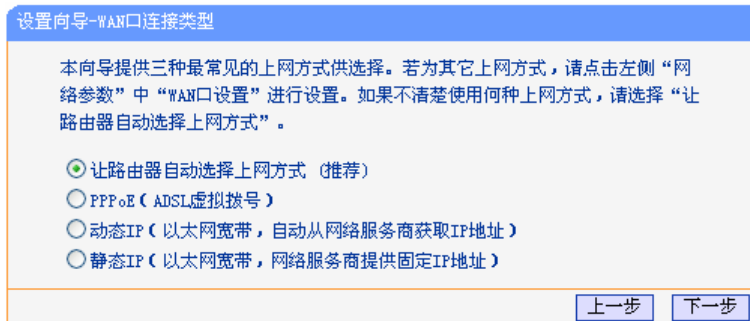 设置向导-WAN口连接类型
本向导提供三种最常见的上网方式供选择。若为其它上网方式，请点击左侧“网
络参数”中“WAN口设置”进行设置。如果不清楚使用何种上网方式，请选择“让
路由器自动选择上网方式”。
让路由器自动选择上网方式（推荐）
PPPoE（ADSL虚拟拨号）
动态IP（以太网宽带，自动从网络服务商获取IP地址）
静态IP（以太网宽带，网络服务商提供固定IP地址）
上一步 下一步